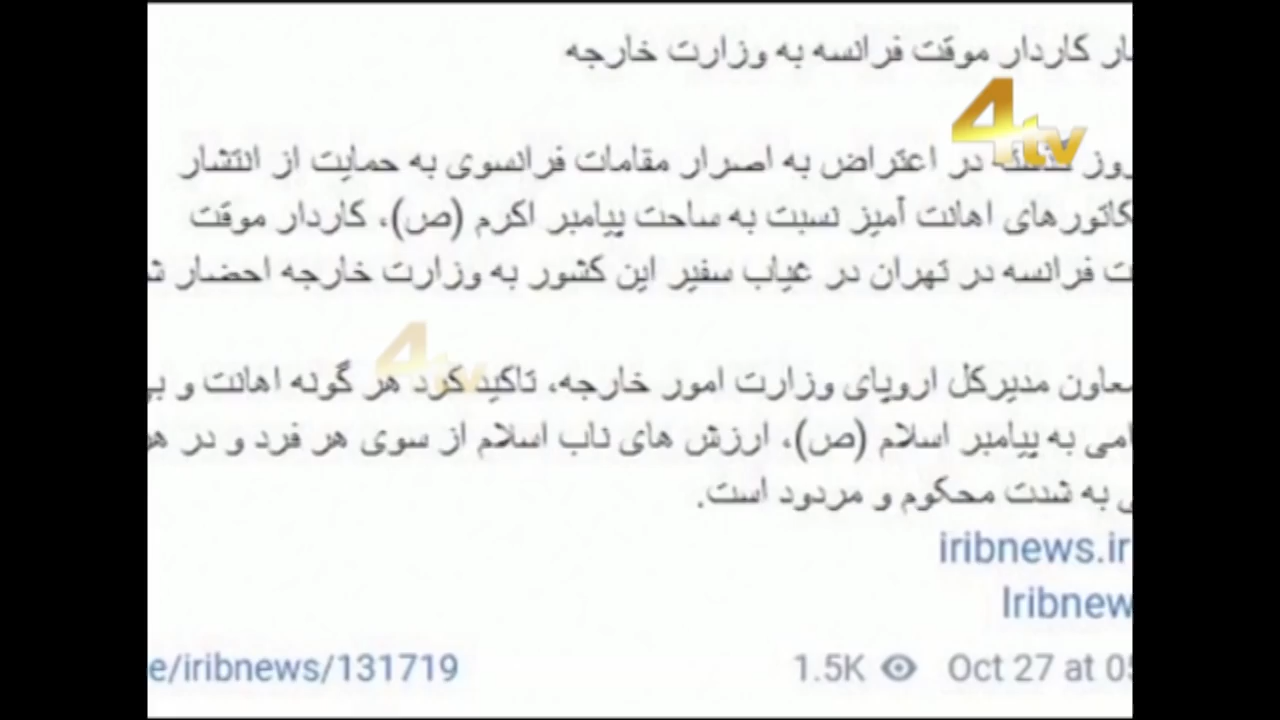 کاردار موقت فرانسه به وزارت خارجه
4tv
در اعتراض به اصرار مقامات فرانسوی به حمایت از انتشار
اهانت آمیز نسبت به ساحت پیامبر اکرم (ص)، کاردار موقت
فرانسه در تهران در غیاب سفیر این کشور به وزارت خارجه احضار
4tv
مدیرکل اروپای وزارت امور خارجه، تاکید کرد هر گونه اهانت و
به پیامبر اسلام (ص)، ارزش های ناب اسلام از سوی هر فرد و در
به شدت محکوم و مردود است.
iribnews.ir
Iribnew
e/iribnews/131719 1.5K Oct 27 at